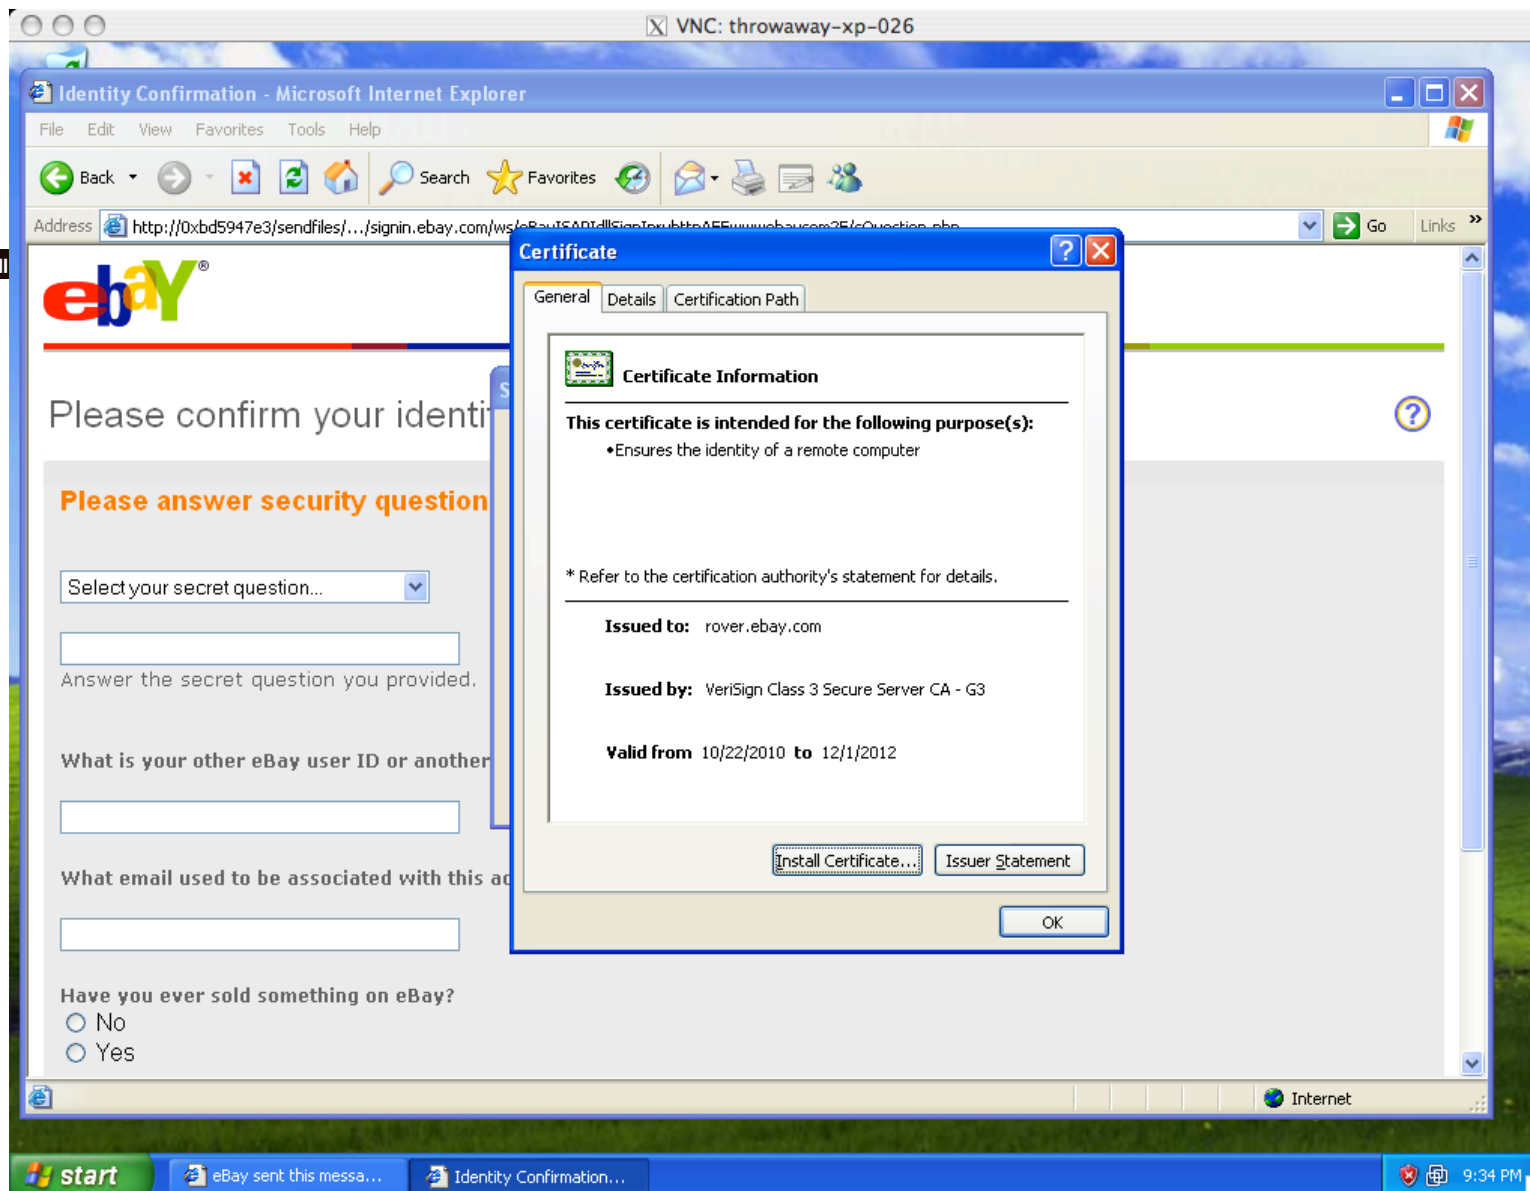 VNC: throwaway-xp-026
Identity Confirmation - Microsoft Internet Explorer
File Edit View Favorites Tools Help
Back Search Favorites
Address http://0xbd5947e3/sendfiles/.../signin.ebay.com/ws/eBayISAPIdllSignIn Go Links »
ebaY®
Please confirm your identi
Please answer security question
Select your secret question...
Answer the secret question you provided.
What is your other eBay user ID or another
What email used to be associated with this ac
Have you ever sold something on eBay?
No
Yes
Certificate
General Details Certification Path
Certificate Information
This certificate is intended for the following purpose(s):
•Ensures the identity of a remote computer
* Refer to the certification authority's statement for details.
Issued to: rover.ebay.com
Issued by: VeriSign Class 3 Secure Server CA - G3
Valid from 10/22/2010 to 12/1/2012
Install Certificate... Issuer Statement
OK
Internet
start eBay sent this messa... Identity Confirmation... 9:34 PM